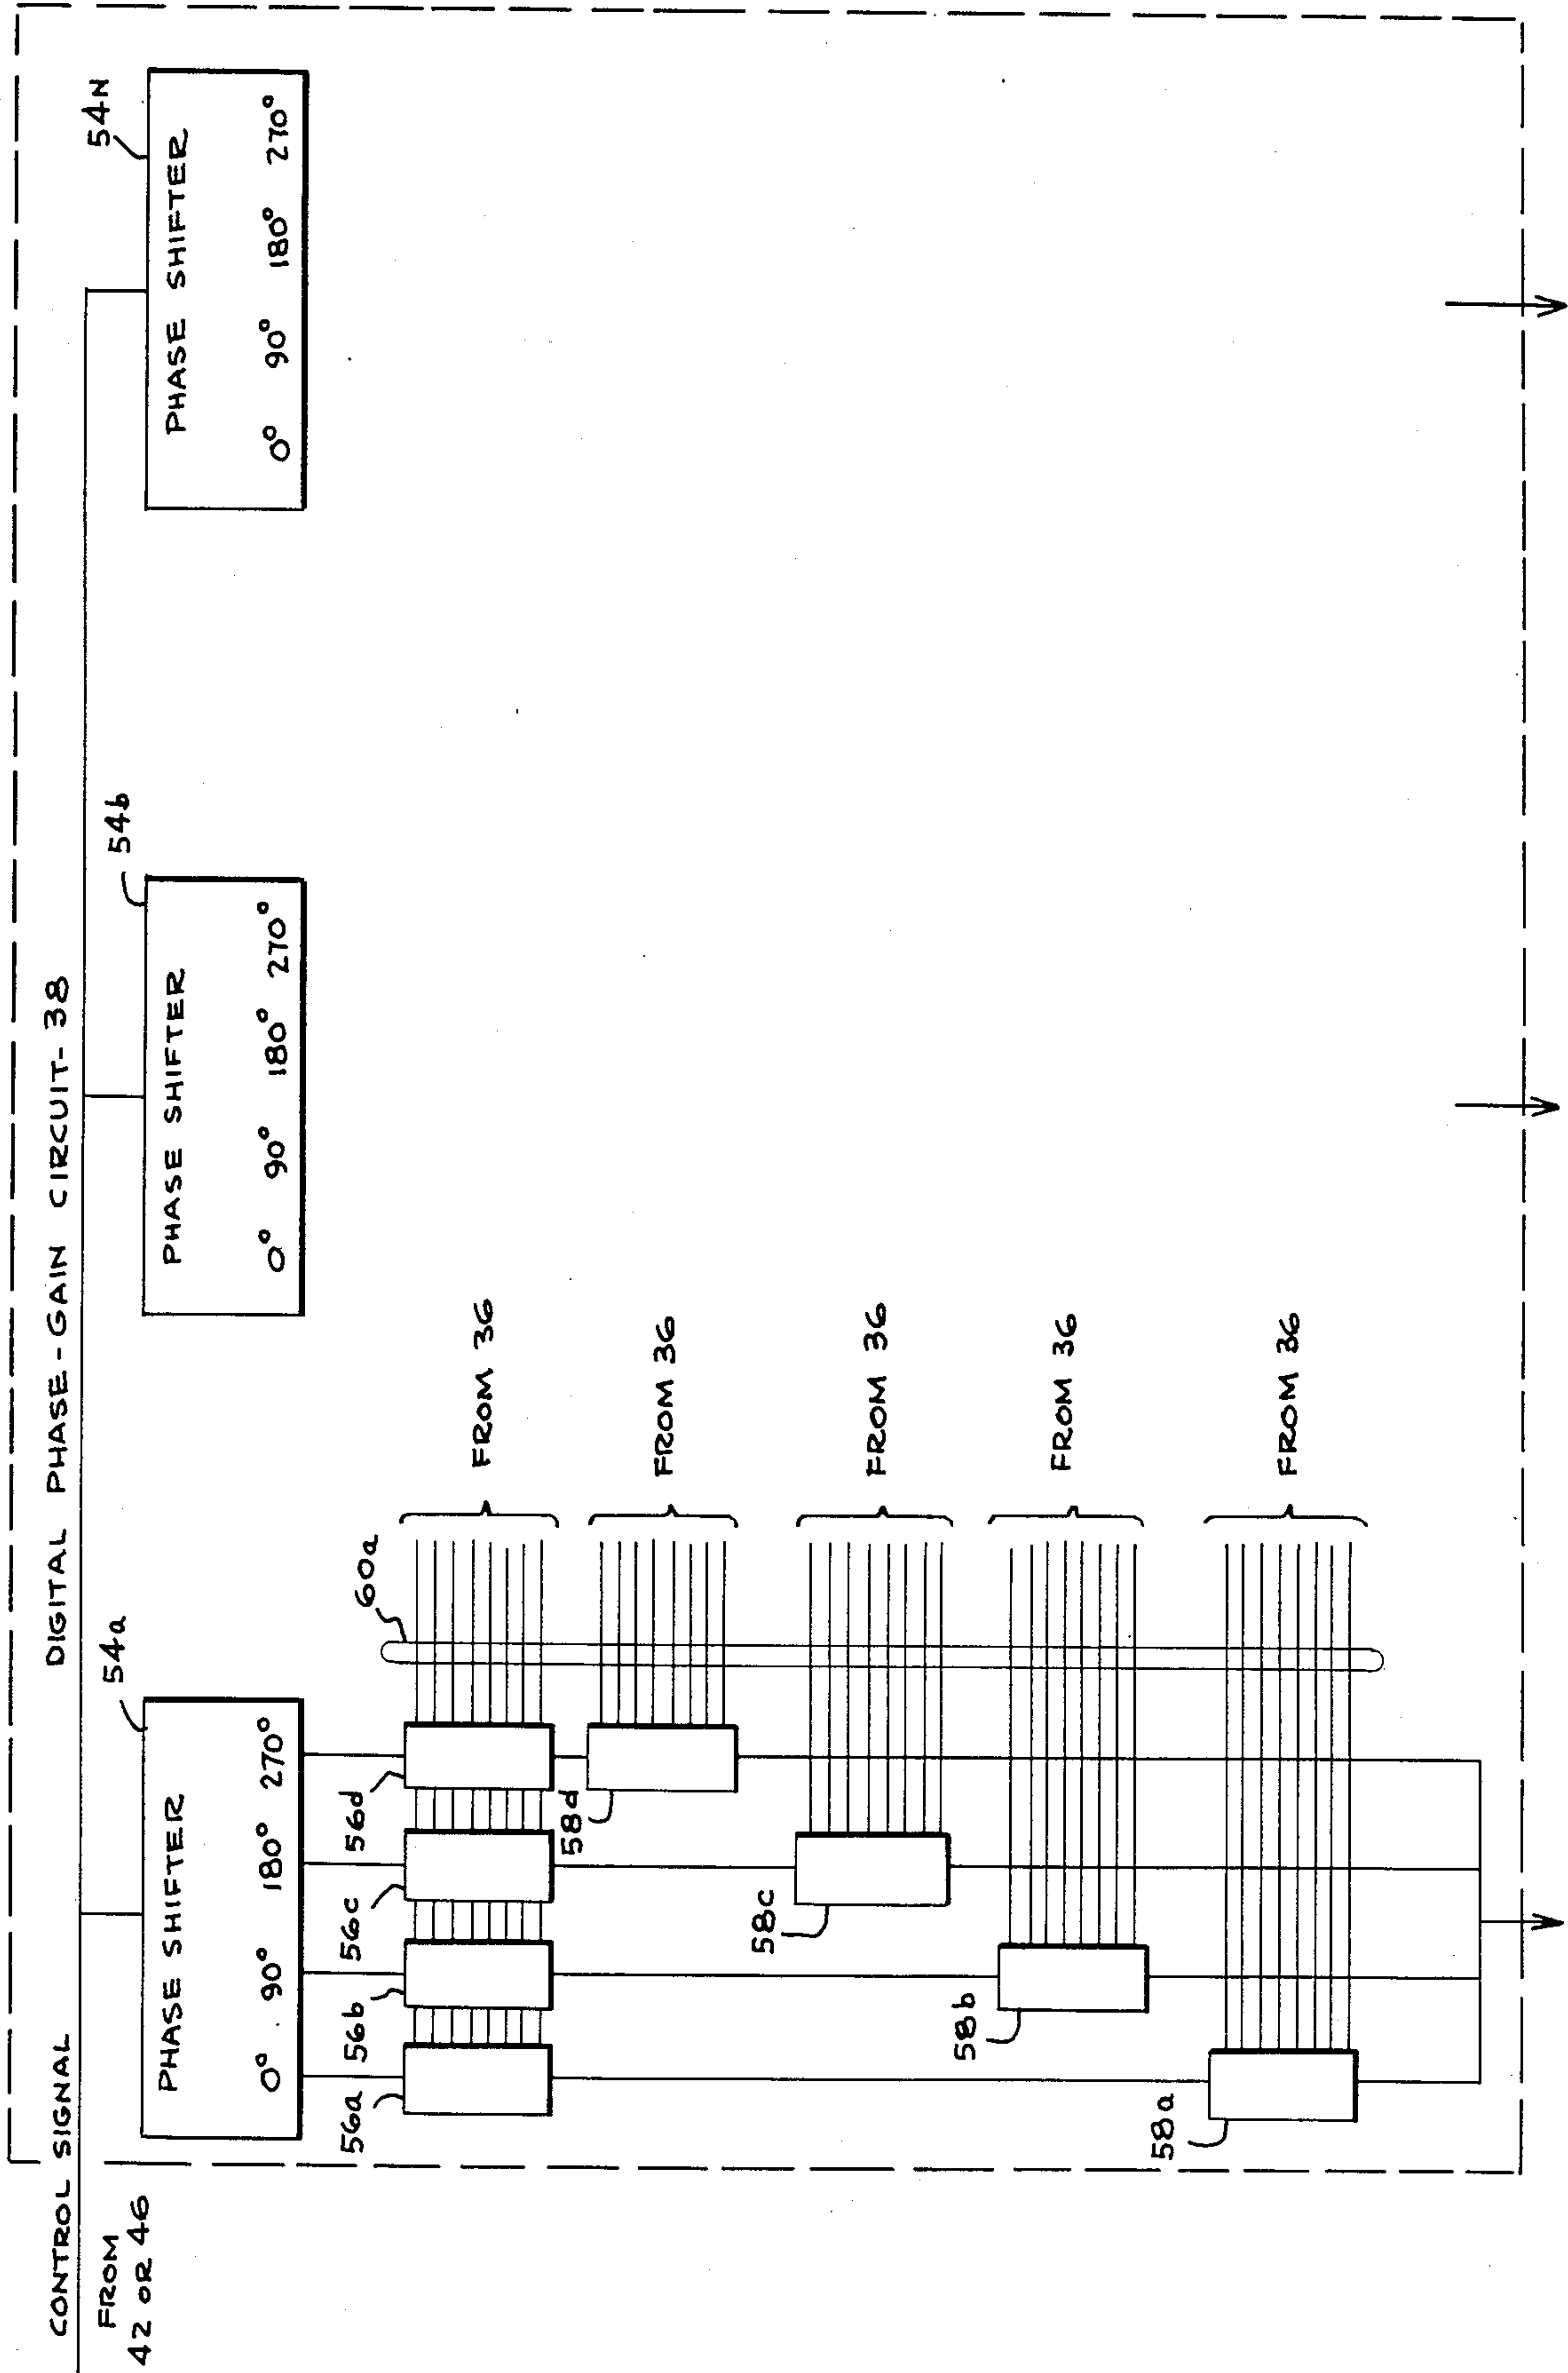 DIGITAL PHASE-GAIN CIRCUIT-38
CONTROL SIGNAL
FROM
42 OR 46
54a
PHASE SHIFTER
0° 90° 180° 270°
54b
PHASE SHIFTER
0° 90° 180° 270°
54N
PHASE SHIFTER
0° 90° 180° 270°
56a
56b
56c
56d
60a
FROM 36
58d
FROM 36
58c
FROM 36
58b
FROM 36
58a
FROM 36